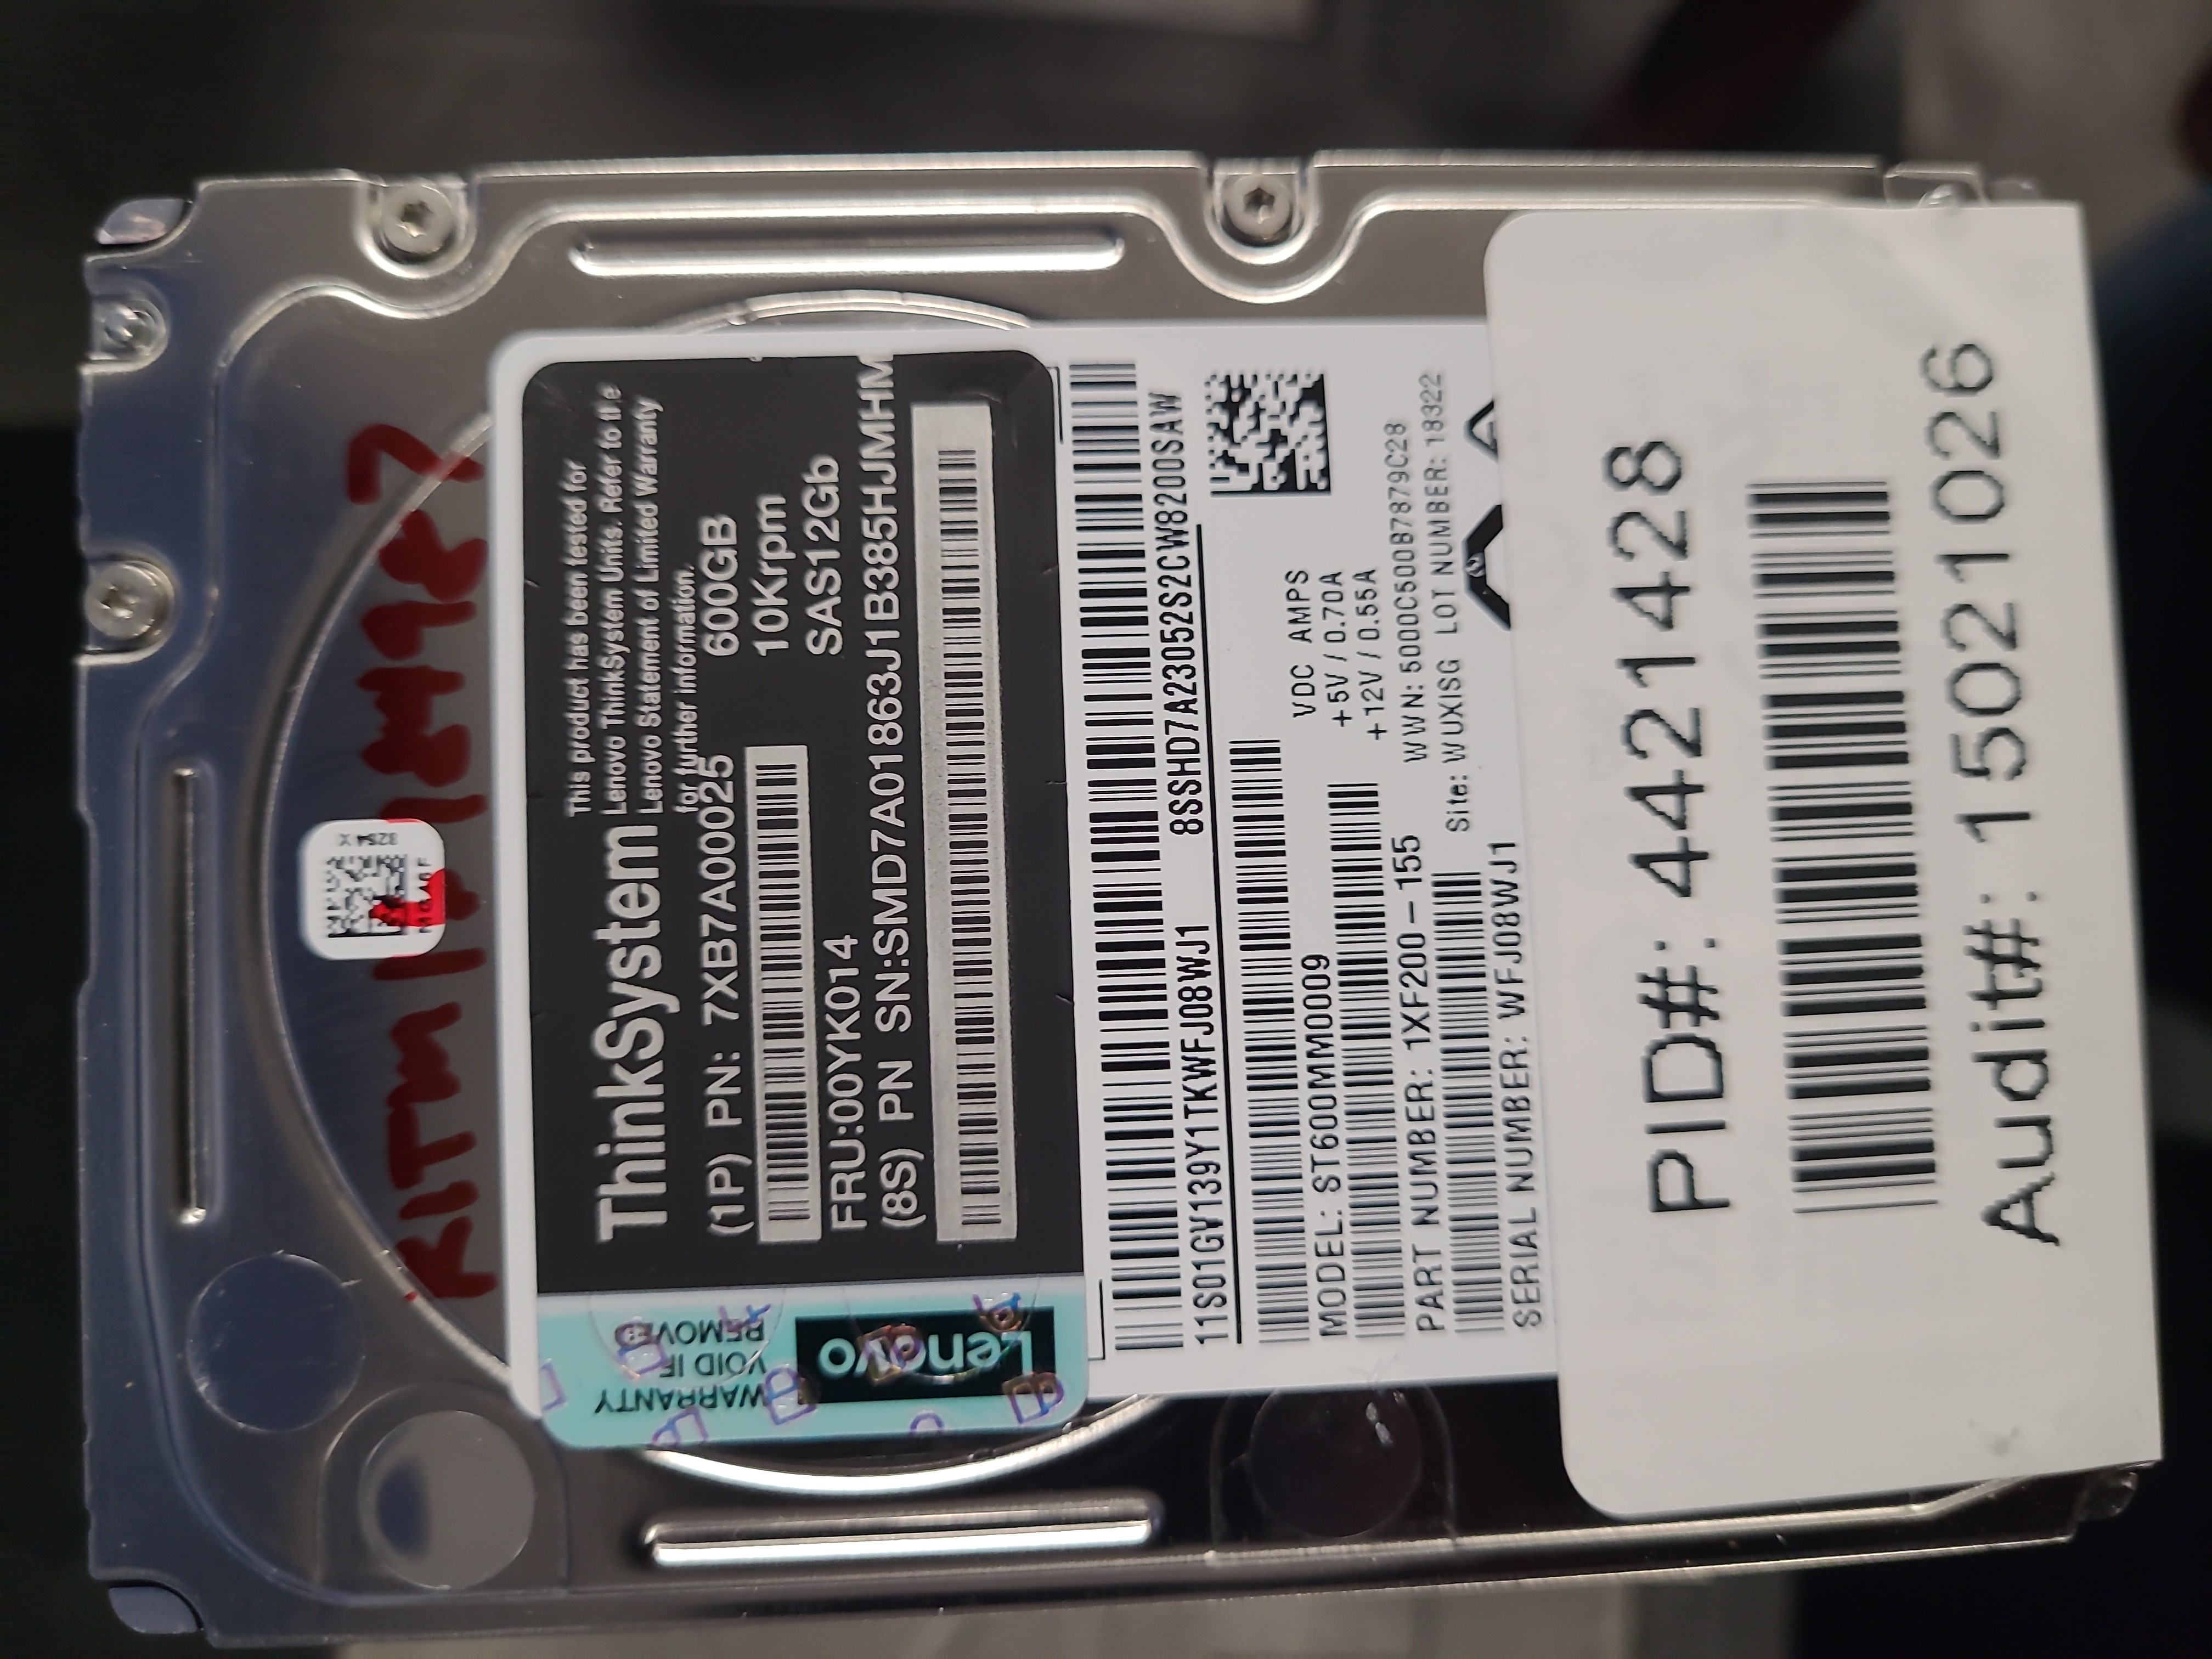 8254X
MGA6F
ThinkSystem
This product has been tested for
Lenovo ThinkSystem Units. Refer to the
Lenovo Statement of Limited Warranty
for further information.
(1P) PN: 7XB7A00025
600GB
10Krpm
SAS12Gb
FRU:00YK014
(8S) PN SN:SMD7A01863J1B385HJMHM
WARRANTY
VOID IF
REMOVED
Lenovo
11S01GV139Y1TKWFJ08WJ1 8SSHD7A23052S2CW8200SAW
MODEL: ST600MM0009
VDC AMPS
+5V / 0.70A
+12V / 0.55A
PART NUMBER: 1XF200-155
WWN: 5000C500B7879C28
Site: WUXISG LOT NUMBER: 18322
SERIAL NUMBER: WFJ08WJ1
PID#: 4421428
Audit#: 15021026